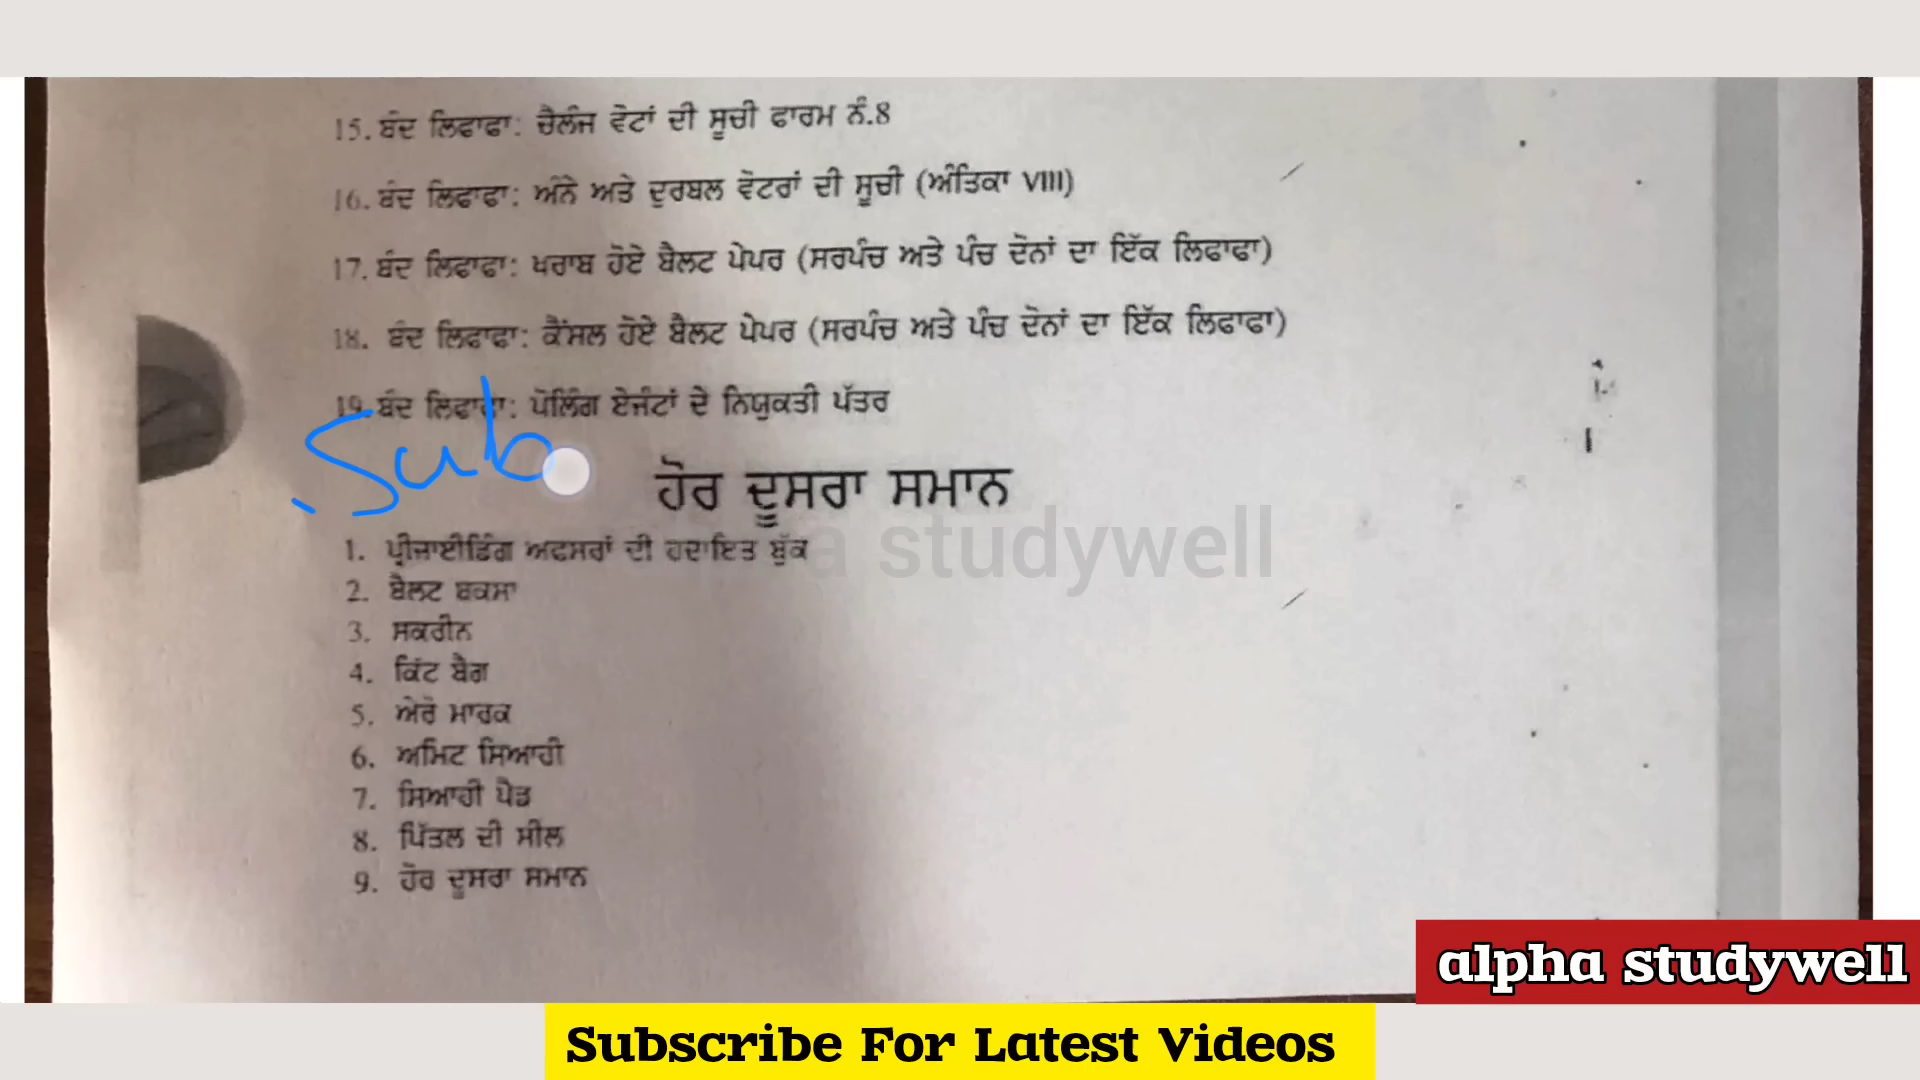 15. ਬੰਦ ਲਿਫਾਫਾ: ਚੈਲੰਜ ਵੋਟਾਂ ਦੀ ਸੂਚੀ ਫਾਰਮ ਨੰ.8
16. ਬੰਦ ਲਿਫਾਫਾ: ਅੰਨੇ ਅਤੇ ਦੁਰਬਲ ਵੋਟਰਾਂ ਦੀ ਸੂਚੀ (ਅੰਤਿਕਾ VIII)
17. ਬੰਦ ਲਿਫਾਫਾ: ਖਰਾਬ ਹੋਏ ਬੈਲਟ ਪੇਪਰ (ਸਰਪੰਚ ਅਤੇ ਪੰਚ ਦੋਨਾਂ ਦਾ ਇੱਕ ਲਿਫਾਫਾ)
18. ਬੰਦ ਲਿਫਾਫਾ: ਕੈਂਸਲ ਹੋਏ ਬੈਲਟ ਪੇਪਰ (ਸਰਪੰਚ ਅਤੇ ਪੰਚ ਦੋਨਾਂ ਦਾ ਇੱਕ ਲਿਫਾਫਾ)
19. ਬੰਦ ਲਿਫਾਫਾ: ਪੋਲਿੰਗ ਏਜੰਟਾਂ ਦੇ ਨਿਯੁਕਤੀ ਪੱਤਰ
Sub
ਹੋਰ ਦੂਸਰਾ ਸਮਾਨ
studywell
1. ਪ੍ਰੀਜਾਈਡਿੰਗ ਅਫਸਰਾਂ ਦੀ ਹਦਾਇਤ ਬੁੱਕ
2. ਬੈਲਟ ਬਕਸਾ
3. ਸਕਰੀਨ
4. ਕਿੱਟ ਬੈਗ
5. ਐਰੋ ਮਾਰਕ
6. ਅਮਿਟ ਸਿਆਹੀ
7. ਸਿਆਹੀ ਪੈਡ
8. ਪਿੱਤਲ ਦੀ ਸੀਲ
9. ਹੋਰ ਦੂਸਰਾ ਸਮਾਨ
alpha studywell
Subscribe For Latest Videos